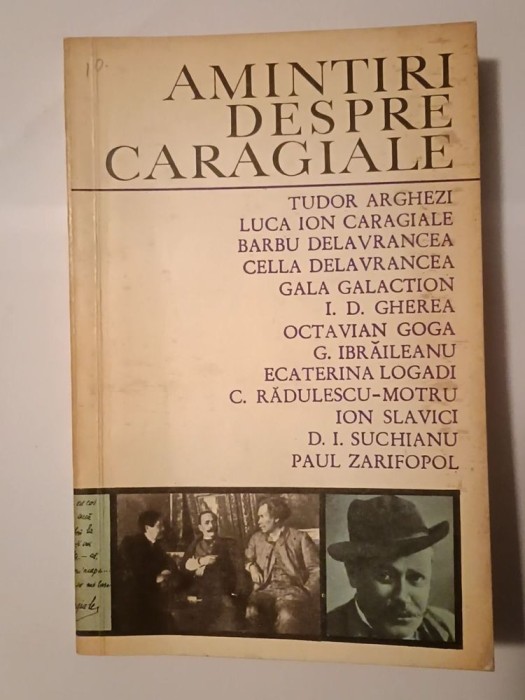 10.
AMINTIRI
DESPRE
CARAGIALE
TUDOR ARGHEZI
LUCA ION CARAGIALE
BARBU DELAVRANCEA
CELLA DELAVRANCEA
GALA GALACTION
I. D. GHEREA
OCTAVIAN GOGA
G. IBRĂILEANU
ECATERINA LOGADI
C. RĂDULESCU-MOTRU
ION SLAVICI
D. I. SUCHIANU
PAUL ZARIFOPOL